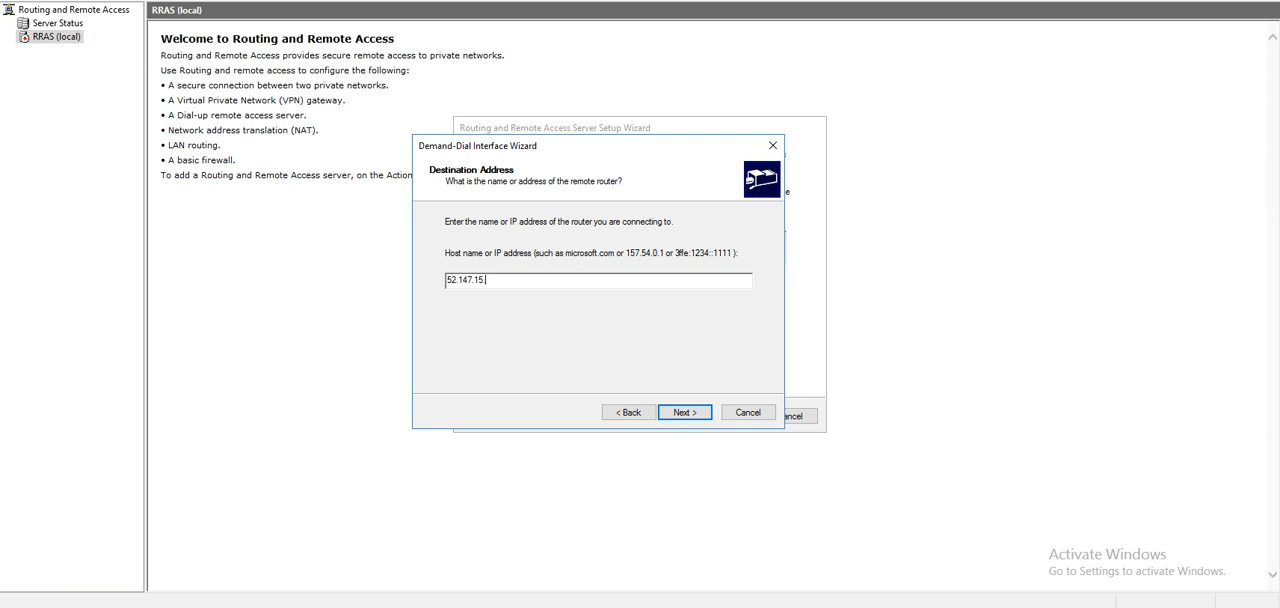 Routing and Remote Access
Server Status
RRAS (local)
RRAS (local)
Welcome to Routing and Remote Access
Routing and Remote Access provides secure remote access to private networks.
Use Routing and remote access to configure the following:
• A secure connection between two private networks.
• A Virtual Private Network (VPN) gateway.
• A Dial-up remote access server.
• Network address translation (NAT).
• LAN routing.
• A basic firewall.
To add a Routing and Remote Access server, on the Action
Routing and Remote Access Server Setup Wizard
Demand-Dial Interface Wizard
Destination Address
What is the name or address of the remote router?
Enter the name or IP address of the router you are connecting to.
Host name or IP address (such as microsoft.com or 157.54.0.1 or 3ffe:1234::1111 ):
52.147.15.
< Back
Next >
Cancel
ancel
Activate Windows
Go to Settings to activate Windows.